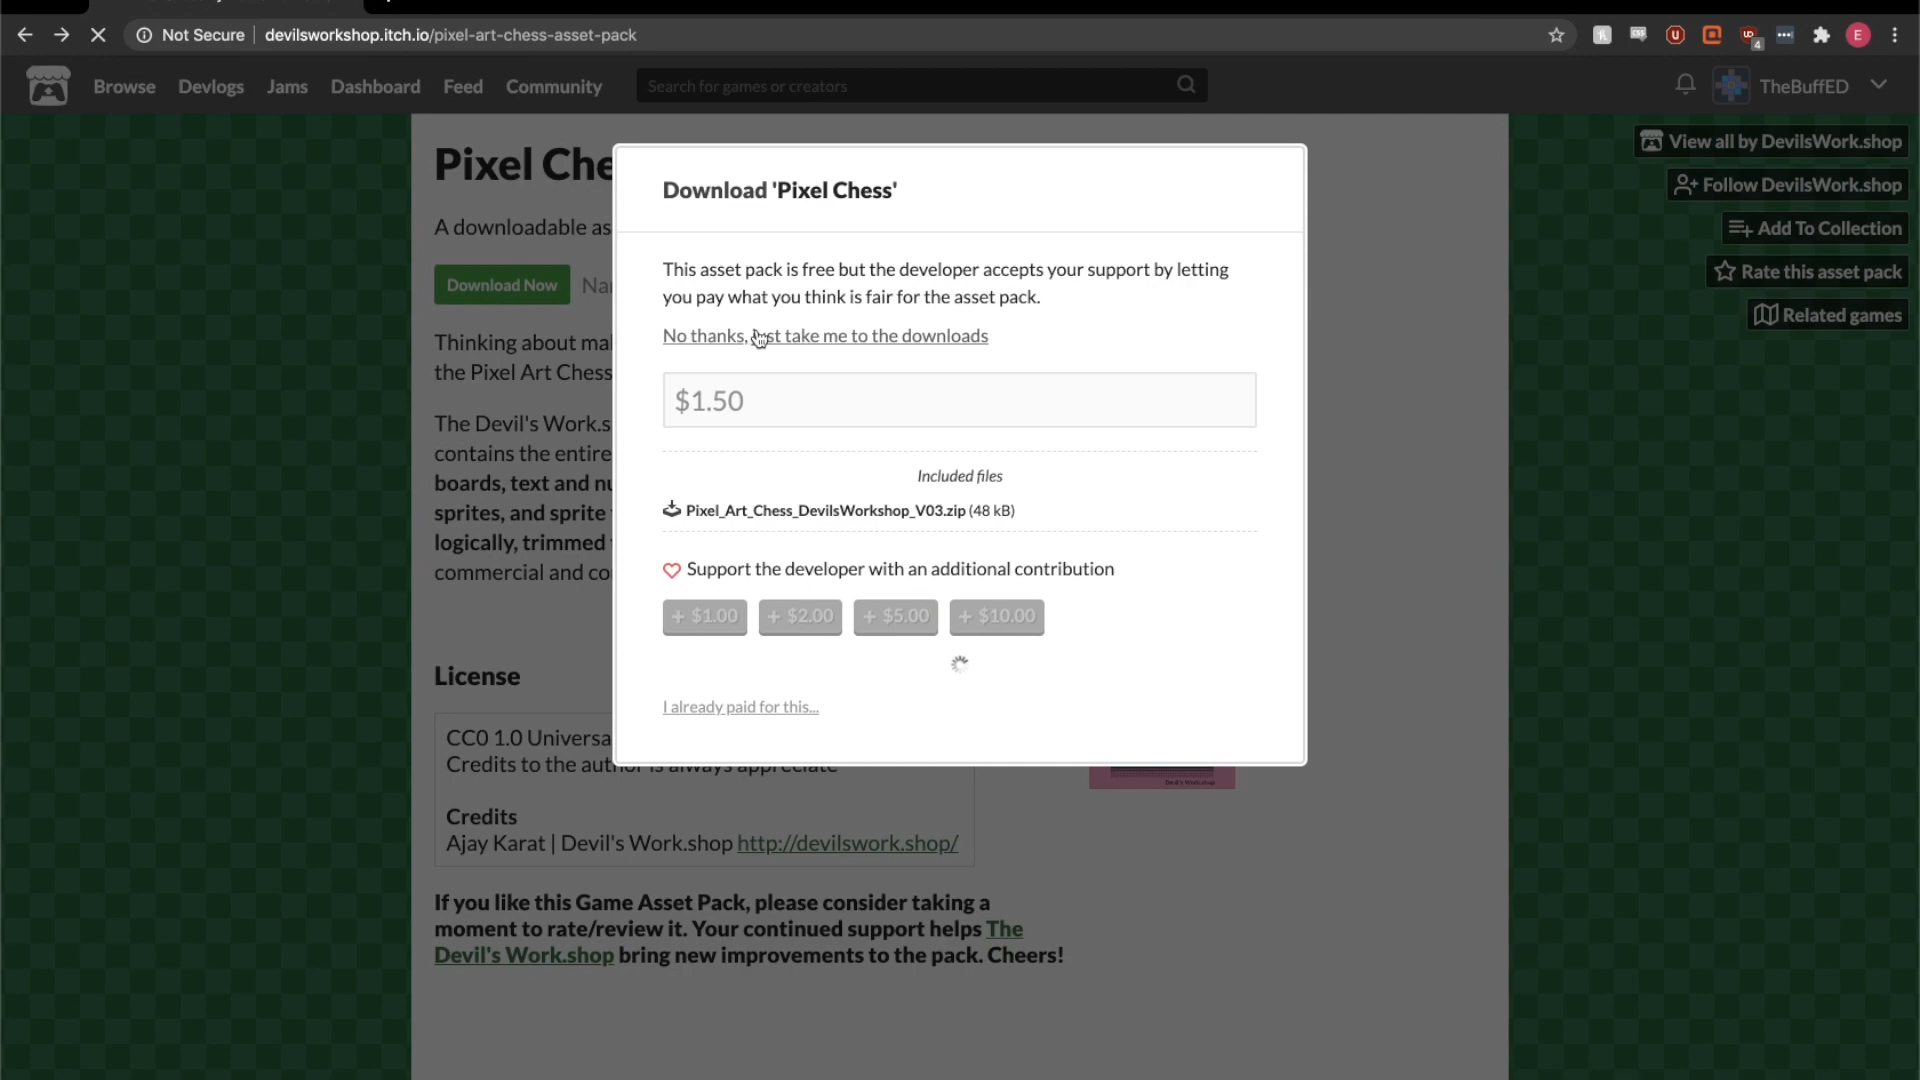 Not Secure
devilsworkshop.itch.io/pixel-art-chess-asset-pack
4
E
Browse
Devlogs
Jams
Dashboard
Feed
Community
Search for games or creators
TheBuffED
View all by DevilsWork.shop
Follow DevilsWork.shop
Add To Collection
Rate this asset pack
Related games
Pixel Che
A downloadable as
Download Now
Thinking about
the Pixel Art Chess
The Devil's Work.s
contains the entire
boards, text and
sprites, and sprite
logically, trimmed
commercial and
License
CC0 1.0 Universa
Credits to the author is always appreciate
Credits
Ajay Karat | Devil's Work.shop http://devilswork.shop/
If you like this Game Asset Pack, please consider taking a
moment to rate/review it. Your continued support helps The
Devil's Work.shop bring new improvements to the pack. Cheers!
Download 'Pixel Chess'
This asset pack is free but the developer accepts your support by letting
you pay what you think is fair for the asset pack.
No thanks, just take me to the downloads
$1.50
Included files
Pixel_Art_Chess_DevilsWorkshop_V03.zip (48 kB)
Support the developer with an additional contribution
+ $1.00
+ $2.00
+ $5.00
+ $10.00
I already paid for this...